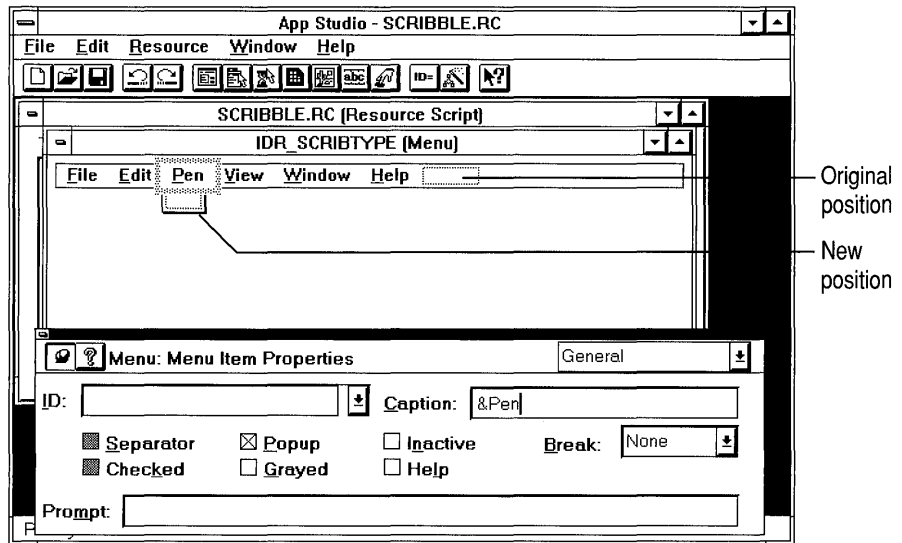 App Studio - SCRIBBLE.RC
File Edit Resource Window Help
abc ID=
SCRIBBLE.RC (Resource Script)
IDR_SCRIBTYPE (Menu)
File Edit Pen View Window Help
Original position
New position
Menu: Menu Item Properties
General
ID:
Caption: &Pen
Separator Popup Inactive Break: None
Checked Grayed Help
Prompt: